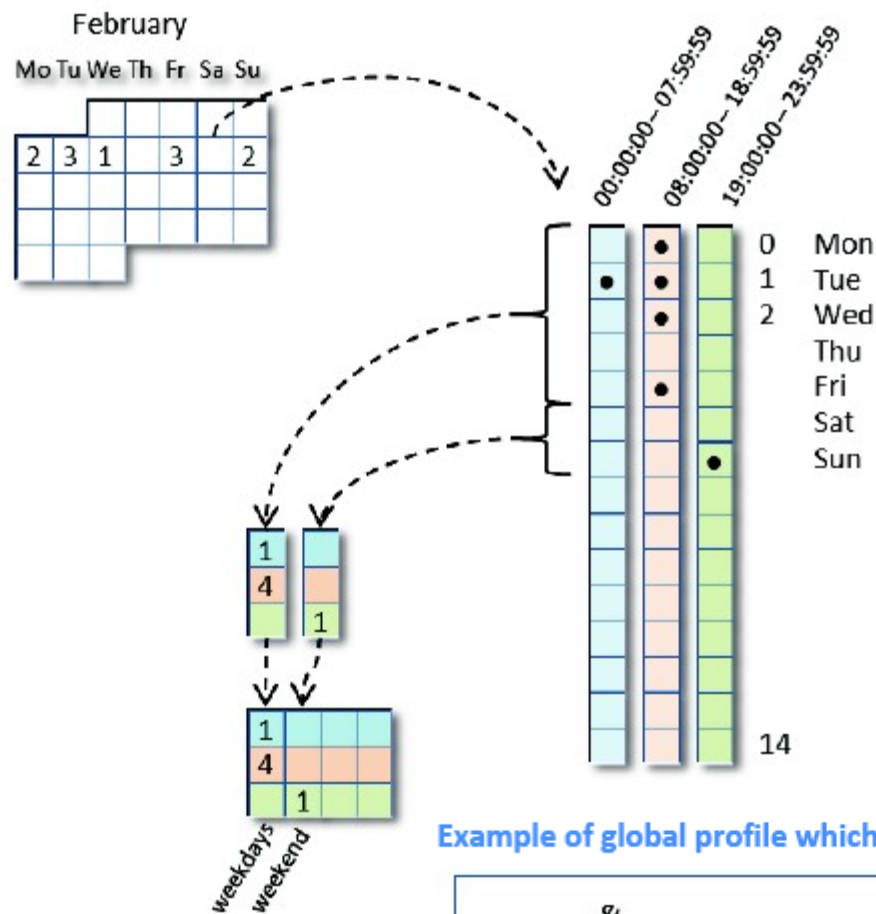 February
Mo Tu We Th Fr Sa Su
2 3 1 3 2
00:00:00 – 07:59:59
08:00:00 – 18:59:59
19:00:00 – 23:59:59
0 Mon
1 Tue
2 Wed
Thu
Fri
Sat
Sun
14
1
4
1
1
4
1
weekdays
weekend
Example of global profile which